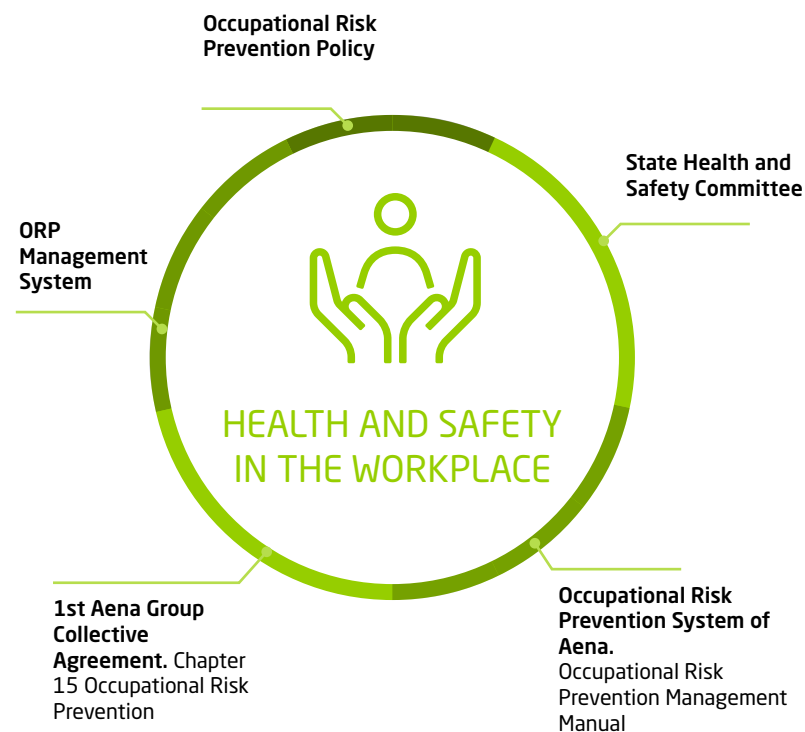 Occupational Risk
Prevention Policy
State Health and
Safety Committee
ORP
Management
System
HEALTH AND SAFETY
IN THE WORKPLACE
1st Aena Group
Collective
Agreement. Chapter
15 Occupational Risk
Prevention
Occupational Risk
Prevention System of
Aena.
Occupational Risk
Prevention Management
Manual